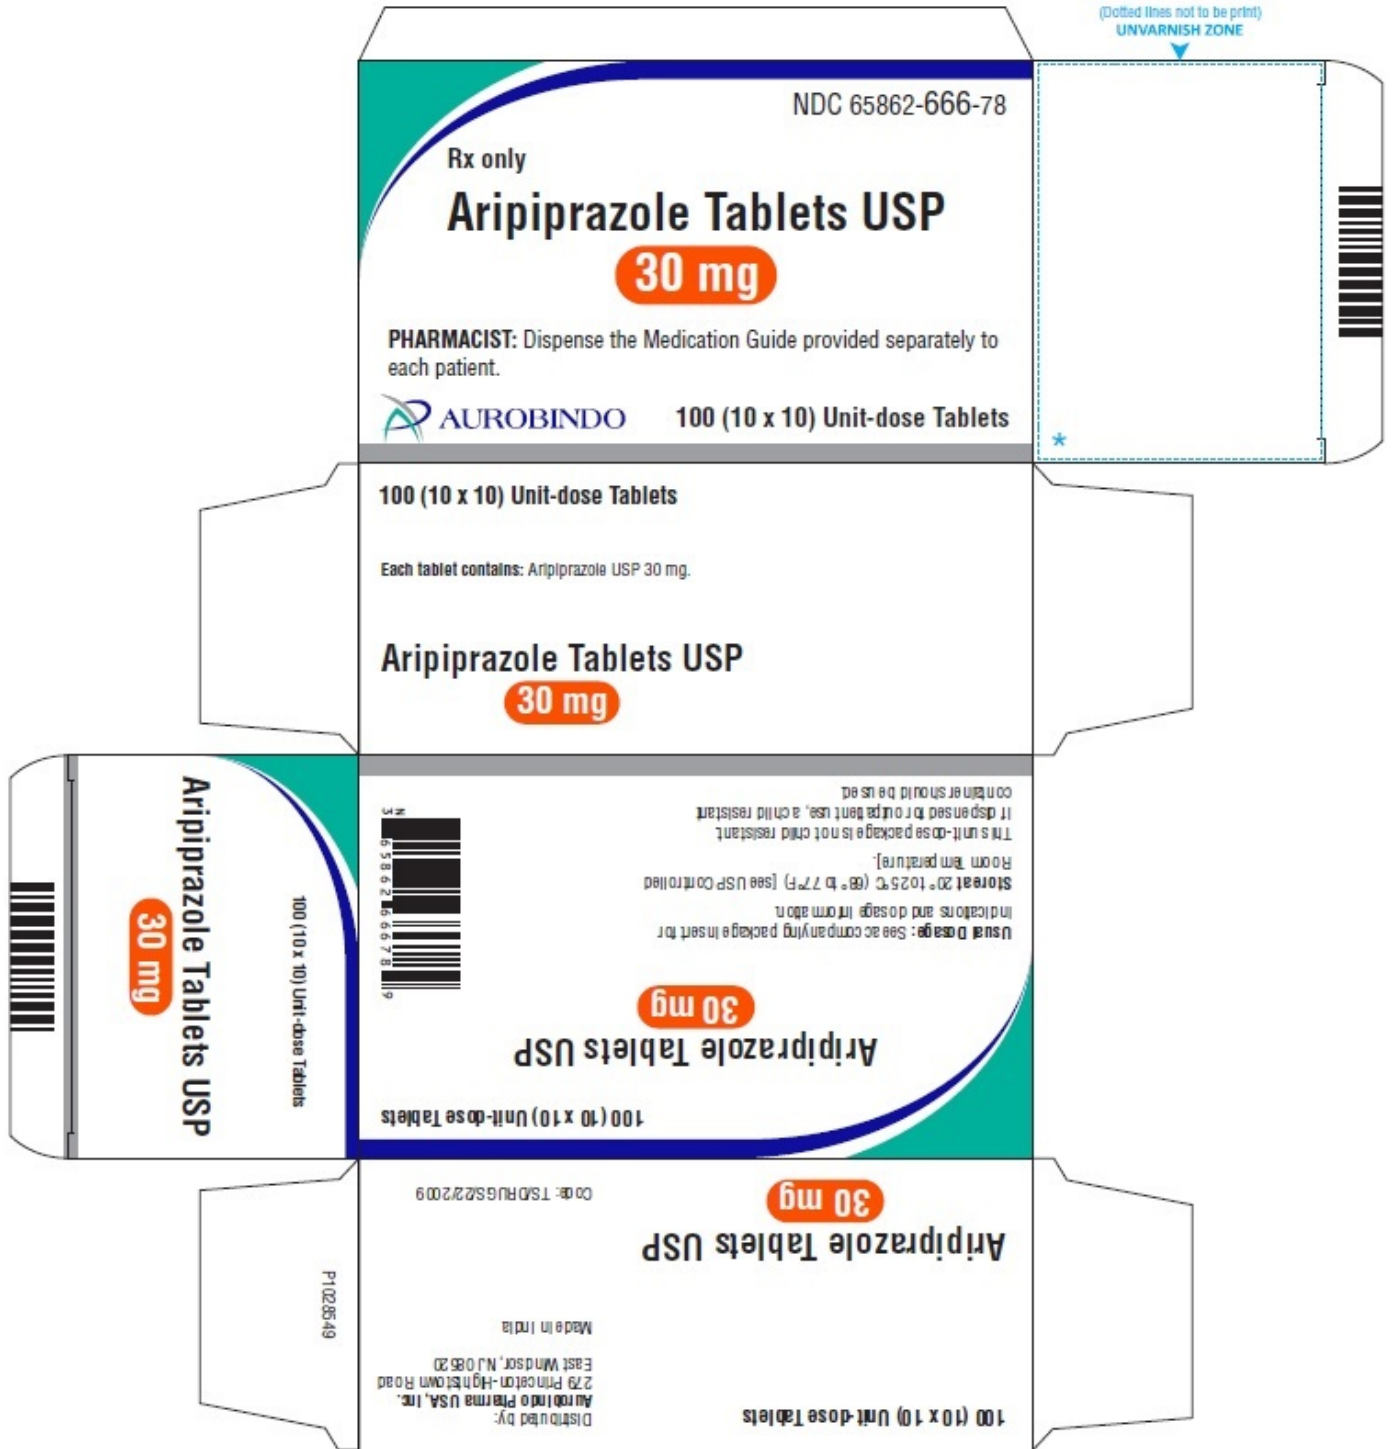 (Dotted lines not to be print)
UNVARNISH ZONE
NDC 65862-666-78
Rx only
Aripiprazole Tablets USP
30 mg
PHARMACIST: Dispense the Medication Guide provided separately to
each patient.
AUROBINDO
100 (10 x 10) Unit-dose Tablets
*
100 (10 x 10) Unit-dose Tablets
Each tablet contains: Aripiprazole USP 30 mg.
Aripiprazole Tablets USP
30 mg
Aripiprazole Tablets USP
30 mg
100 (10 x 10) Unit-dose Tablets
100 (10 x 10) Unit-dose Tablets
Aripiprazole Tablets USP
30 mg
Usual Dosage: See accompanying package insert for
indications and dosage information.
Store at 20° to 25°C (68° to 77°F) [see USP Controlled
Room Temperature].
This unit-dose package is not child resistant.
If dispensed for outpatient use, a child resistant
container should be used.
N
3 65862 66678 9
100 (10 x 10) Unit-dose Tablets
Aripiprazole Tablets USP
30 mg
Distributed by:
Aurobindo Pharma USA, Inc.
279 Princeton-Hightstown Road
East Windsor, NJ 08520
Made in India
Code: TS/DRUGS/22/2009
P1028549